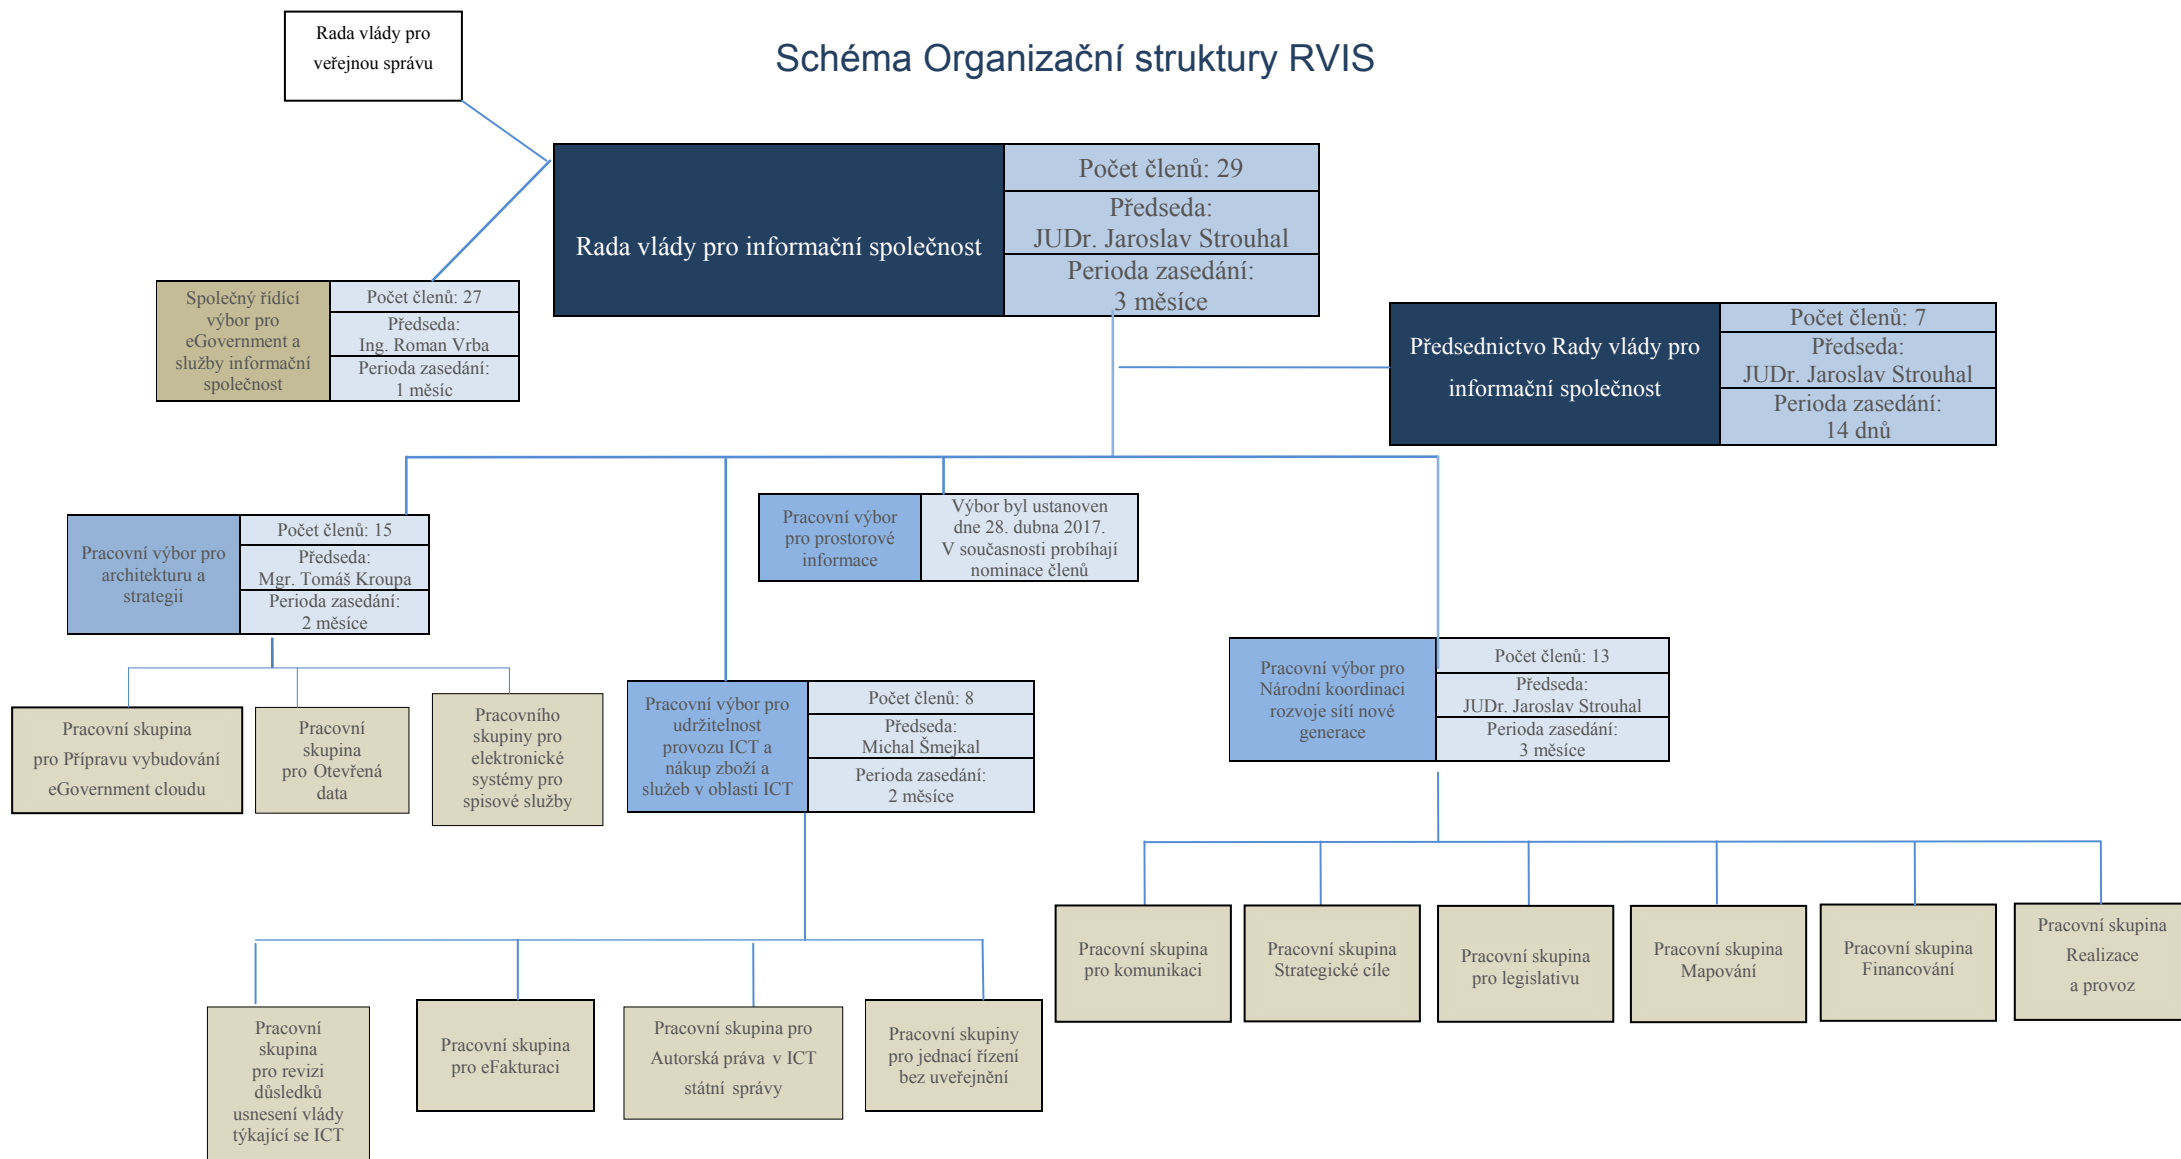 Rada vlády pro
veřejnou správu
Schéma Organizační struktury RVIS
Rada vlády pro informační společnost
Počet členů: 29
Předseda:
JUDr. Jaroslav Strouhal
Perioda zasedání:
3 měsíce
Společný řídící
výbor pro
eGovernment a
služby informační
společnost
Počet členů: 27
Předseda:
Ing. Roman Vrba
Perioda zasedání:
1 měsíc
Předsednictvo Rady vlády pro
informační společnost
Počet členů: 7
Předseda:
JUDr. Jaroslav Strouhal
Perioda zasedání:
14 dnů
Pracovní výbor pro
architekturu a
strategii
Počet členů: 15
Předseda:
Mgr. Tomáš Kroupa
Perioda zasedání:
2 měsíce
Pracovní výbor
pro prostorové
informace
Výbor byl ustanoven
dne 28. dubna 2017.
V současnosti probíhají
nominace členů
Pracovní výbor pro
udržitelnost
provozu ICT a
nákup zboží a
služeb v oblasti ICT
Počet členů: 8
Předseda:
Michal Šmejkal
Perioda zasedání:
2 měsíce
Pracovní výbor pro
Národní koordinaci
rozvoje sítí nové
generace
Počet členů: 13
Předseda:
JUDr. Jaroslav Strouhal
Perioda zasedání:
3 měsíce
Pracovní skupina
pro Přípravu vybudování
eGovernment cloudu
Pracovní
skupina
pro Otevřená
data
Pracovního
skupiny pro
elektronické
systémy pro
spisové služby
Pracovní
skupina
pro revizi
důsledků
usnesení vlády
týkající se ICT
Pracovní skupina
pro eFakturaci
Pracovní skupina pro
Autorská práva v ICT
státní správy
Pracovní skupiny
pro jednací řízení
bez uveřejnění
Pracovní skupina
pro komunikaci
Pracovní skupina
Strategické cíle
Pracovní skupina
pro legislativu
Pracovní skupina
Mapování
Pracovní skupina
Financování
Pracovní skupina
Realizace
a provoz